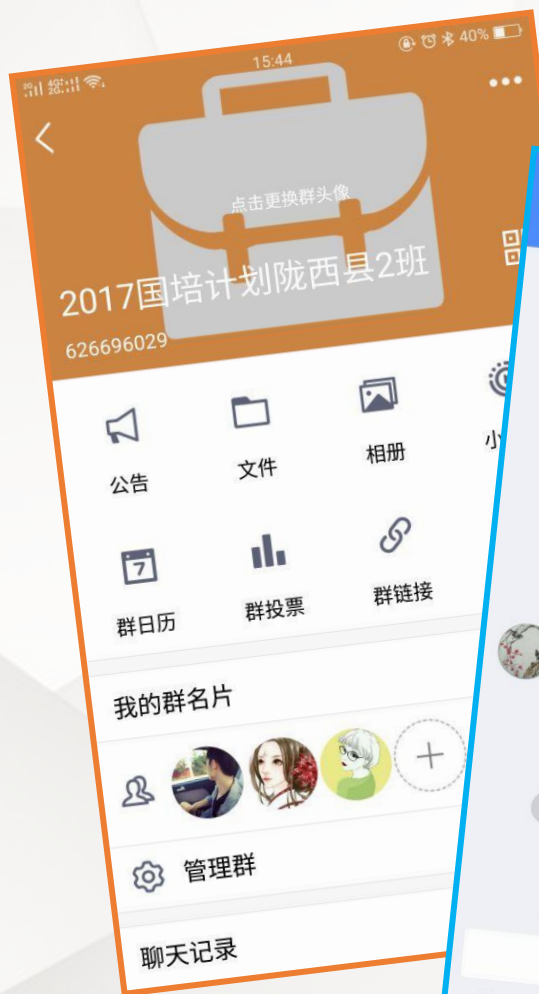 15:44
40%
点击更换群头像
2017国培计划陇西县2班
626696029
公告 文件 相册 小
7
群日历 群投票 群链接
我的群名片
管理群
聊天记录